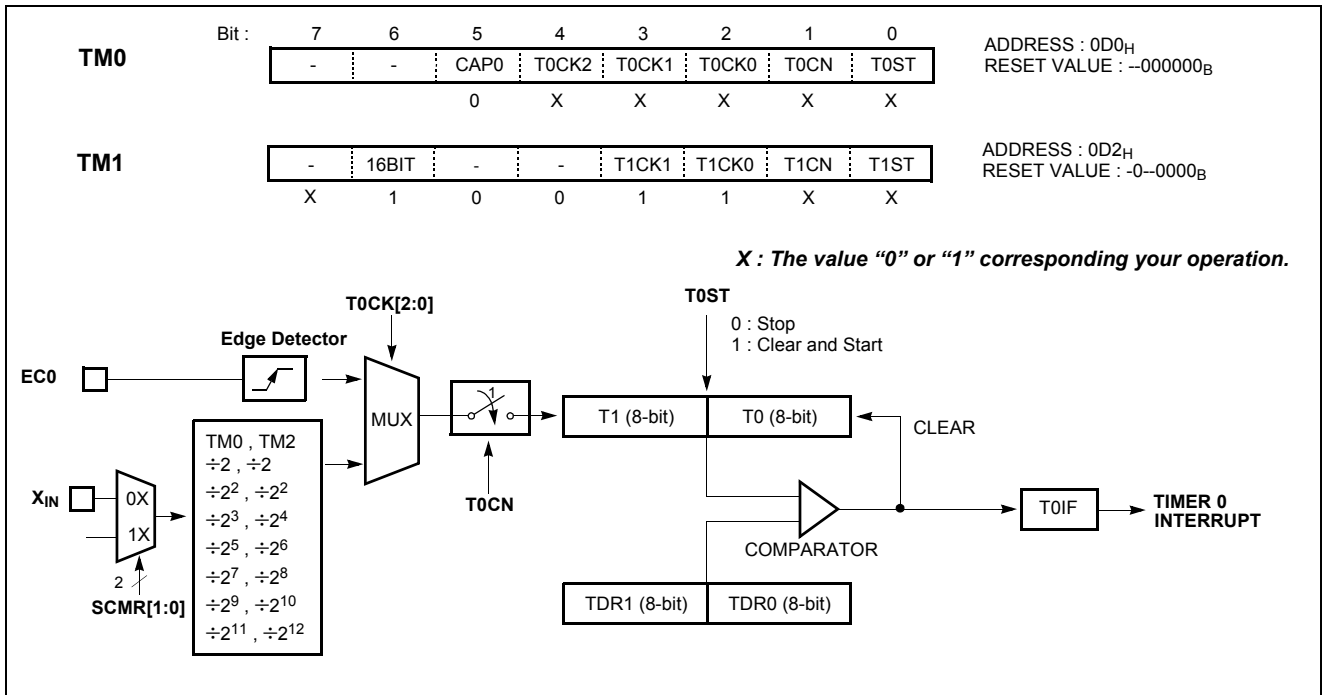 Bit : 7 6 5 4 3 2 1 0
TM0 - - CAP0 T0CK2 T0CK1 T0CK0 T0CN T0ST
ADDRESS : 0D0H
RESET VALUE : --000000B
0 X X X X X
TM1 - 16BIT - - T1CK1 T1CK0 T1CN T1ST
ADDRESS : 0D2H
RESET VALUE : -0--0000B
X 1 0 0 1 1 X X
X : The value “0” or “1” corresponding your operation.
T0CK[2:0]
T0ST
0 : Stop
1 : Clear and Start
Edge Detector
EC0
MUX
1
T1 (8-bit) T0 (8-bit)
CLEAR
T0CN
XIN
0X
1X
2
SCMR[1:0]
TM0 , TM2
÷2 , ÷2
÷2² , ÷2²
÷2³ , ÷2⁴
÷2⁵ , ÷2⁶
÷2⁷ , ÷2⁸
÷2⁹ , ÷2¹⁰
÷2¹¹ , ÷2¹²
COMPARATOR
T0IF
TIMER 0
INTERRUPT
TDR1 (8-bit) TDR0 (8-bit)